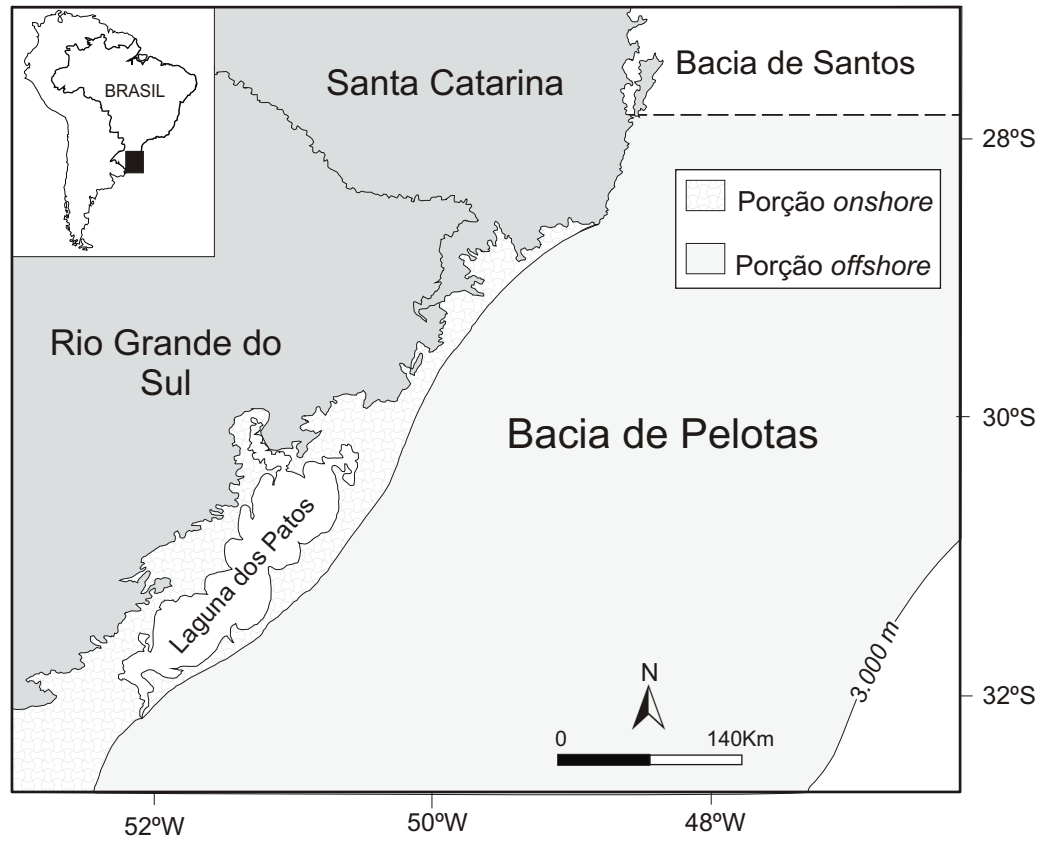 BRASIL
Santa Catarina
Bacia de Santos
28ºS
Porção onshore
Porção offshore
Rio Grande do
Sul
30ºS
Bacia de Pelotas
Laguna dos Patos
3.000 m
N
32ºS
0 140Km
52ºW 50ºW 48ºW